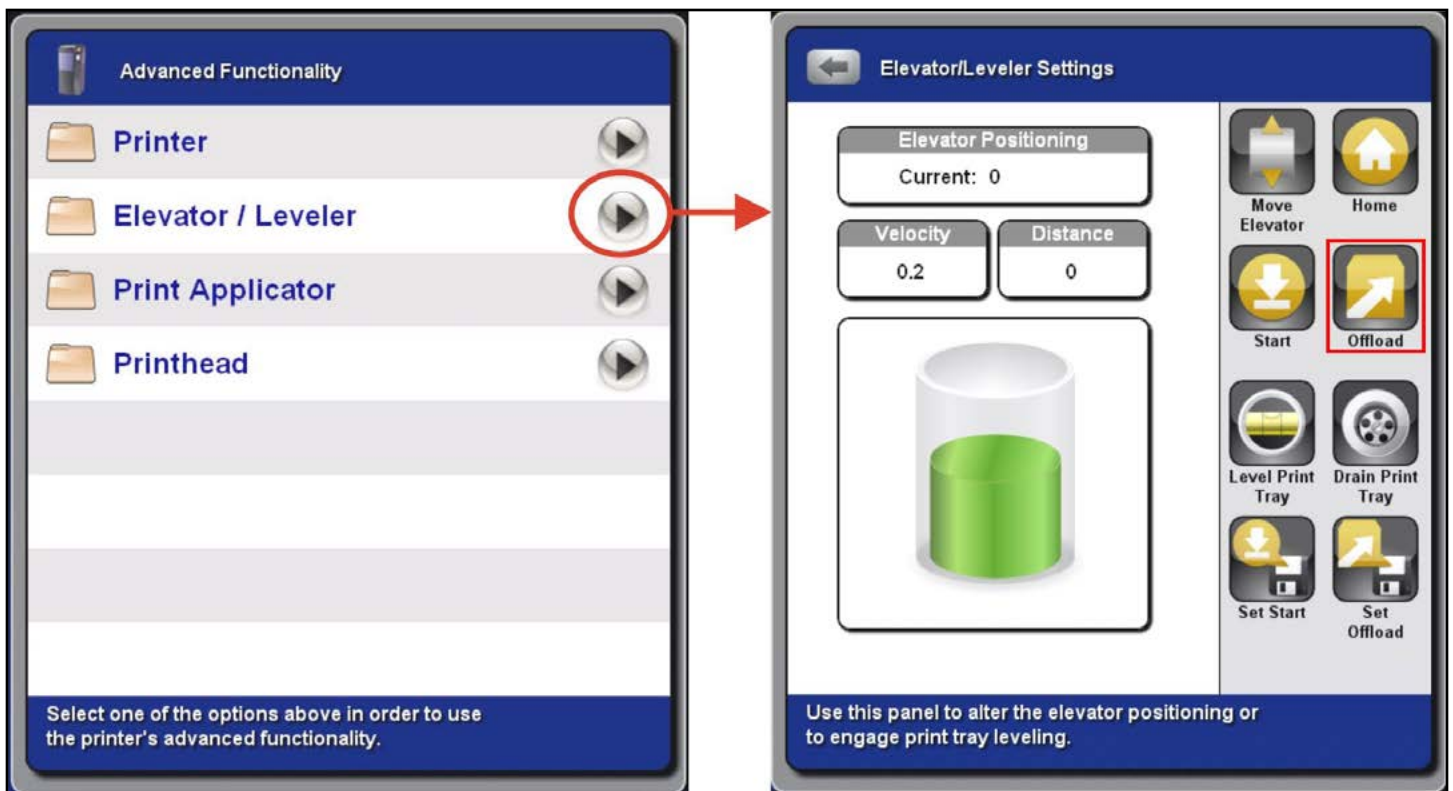 Advanced Functionality
Printer
Elevator / Leveler
Print Applicator
Printhead
Select one of the options above in order to use
the printer's advanced functionality.
Elevator/Leveler Settings
Elevator Positioning
Current: 0
Velocity
Distance
0.2
0
Move
Elevator
Home
Start
Offload
Level Print
Tray
Drain Print
Tray
Set Start
Set
Offload
Use this panel to alter the elevator positioning or
to engage print tray leveling.